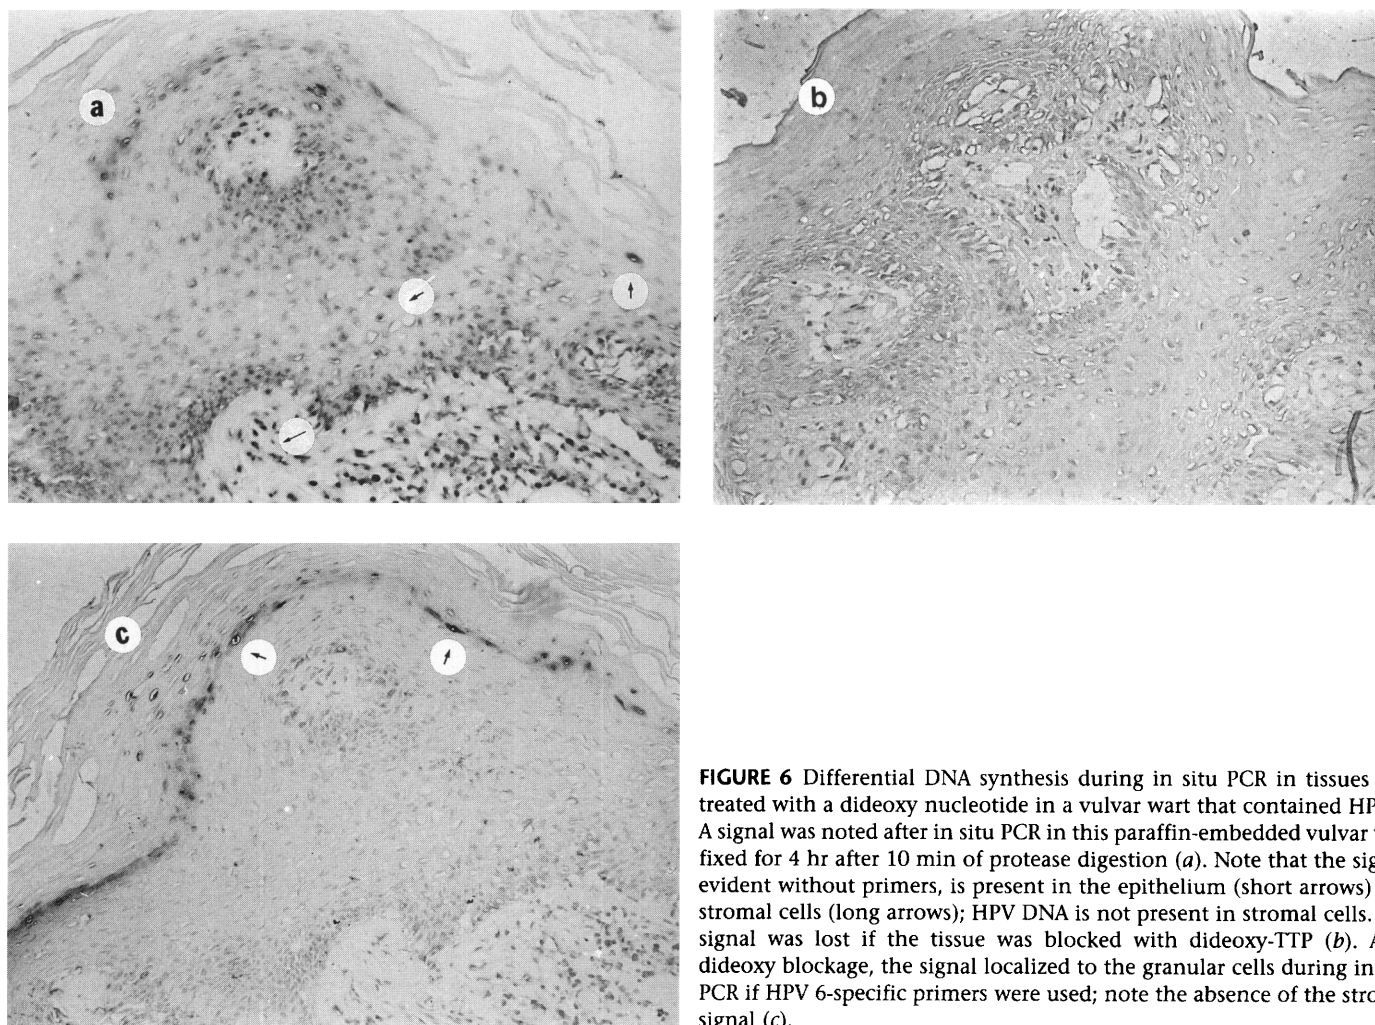 a
b
c
FIGURE 6 Differential DNA synthesis during in situ PCR in tissues
treated with a dideoxy nucleotide in a vulvar wart that contained HP
A signal was noted after in situ PCR in this paraffin-embedded vulvar
fixed for 4 hr after 10 min of protease digestion (a). Note that the sig
evident without primers, is present in the epithelium (short arrows)
stromal cells (long arrows); HPV DNA is not present in stromal cells.
signal was lost if the tissue was blocked with dideoxy-TTP (b). A
dideoxy blockage, the signal localized to the granular cells during in
PCR if HPV 6-specific primers were used; note the absence of the stro
signal (c).